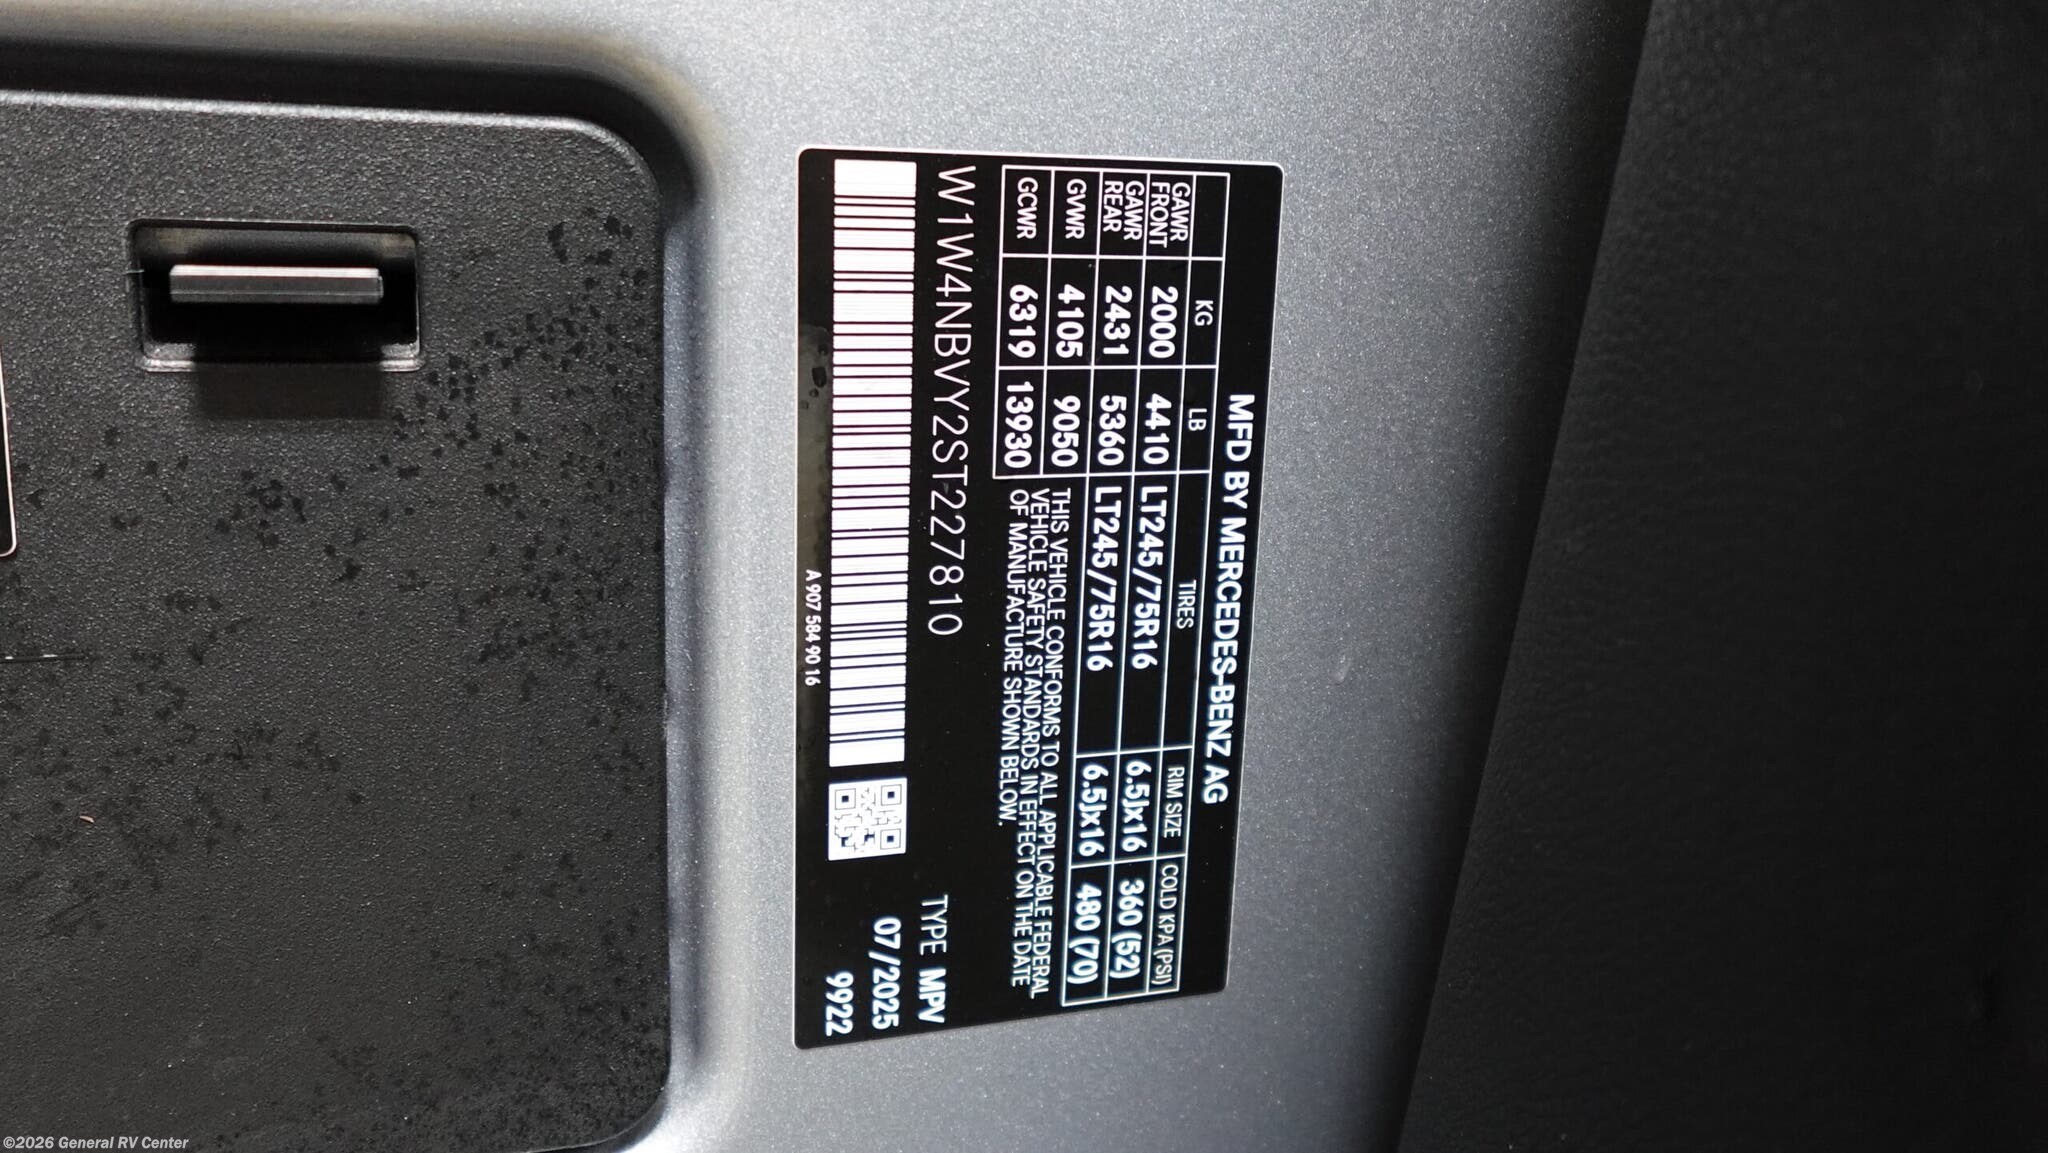 MFD BY MERCEDES-BENZ AG
KG LB TIRES RIM SIZE COLD KPA (PSI)
GAWR FRONT 2000 4410 LT245/75R16 6.5Jx16 360 (52)
GAWR REAR 2431 5360 LT245/75R16 6.5Jx16 480 (70)
GVWR 4105 9050
GCWR 6319 13930
THIS VEHICLE CONFORMS TO ALL APPLICABLE FEDERAL
VEHICLE SAFETY STANDARDS IN EFFECT ON THE DATE
OF MANUFACTURE SHOWN BELOW.
W1W4NBVY2ST227810
TYPE MPV
07/2025
9922
A 907 584 90 16
©2026 General RV Center